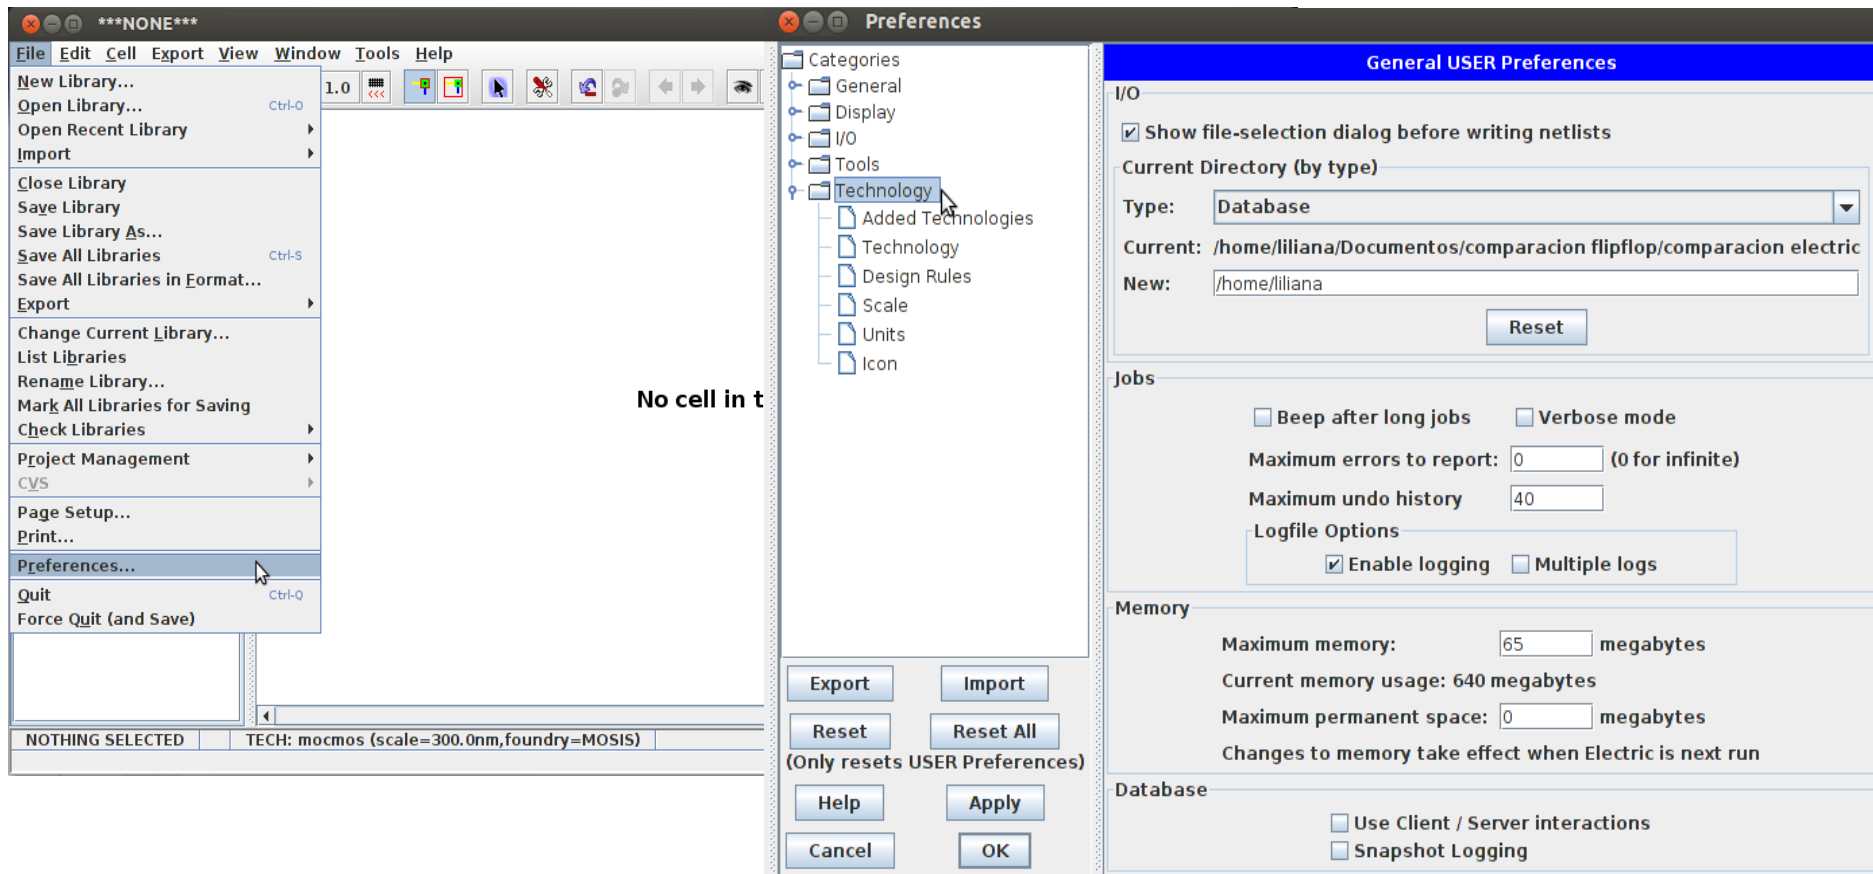 ***NONE***
File Edit Cell Export View Window Tools Help
New Library...
Open Library... Ctrl-O
Open Recent Library
Import
Close Library
Save Library
Save Library As...
Save All Libraries Ctrl-S
Save All Libraries in Format...
Export
Change Current Library...
List Libraries
Rename Library...
Mark All Libraries for Saving
Check Libraries
Project Management
CVS
Page Setup...
Print...
Preferences...
Quit Ctrl-Q
Force Quit (and Save)
1.0
No cell in t
NOTHING SELECTED
TECH: mocmos (scale=300.0nm,foundry=MOSIS)
Preferences
Categories
General
Display
I/O
Tools
Technology
Added Technologies
Technology
Design Rules
Scale
Units
Icon
Export Import
Reset Reset All
(Only resets USER Preferences)
Help Apply
Cancel OK
General USER Preferences
I/O
Show file-selection dialog before writing netlists
Current Directory (by type)
Type: Database
Current: /home/liliana/Documentos/comparacion flipflop/comparacion electric
New: /home/liliana
Reset
Jobs
Beep after long jobs Verbose mode
Maximum errors to report: 0 (0 for infinite)
Maximum undo history 40
Logfile Options
Enable logging Multiple logs
Memory
Maximum memory: 65 megabytes
Current memory usage: 640 megabytes
Maximum permanent space: 0 megabytes
Changes to memory take effect when Electric is next run
Database
Use Client / Server interactions
Snapshot Logging